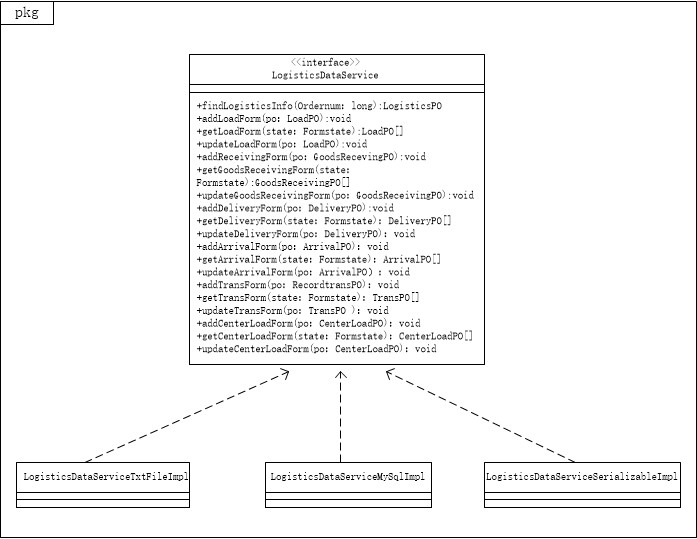 pkg
<<interface>>
LogisticsDataService
+findLogisticsInfo(Ordernum: long):LogisticsPO
+addLoadForm(po: LoadPO):void
+getLoadForm(state: Formstate):LoadPO[]
+updateLoadForm(po: LoadPO):void
+addReceivingForm(po: GoodsRecevingPO):void
+getGoodsReceivingForm(state:
Formstate):GoodsReceivingPO[]
+updateGoodsReceivingForm(po: GoodsReceivingPO):void
+addDeliveryForm(po: DeliveryPO):void
+getDeliveryForm(state: Formstate): DeliveryPO[]
+updateDeliveryForm(po: DeliveryPO): void
+addArrivalForm(po: ArrivalPO): void
+getArrivalForm(state: Formstate): ArrivalPO[]
+updateArrivalForm(po: ArrivalPO) : void
+addTransForm(po: RecordtransPO): void
+getTransForm(state: Formstate): TransPO[]
+updateTransForm(po: TransPO ): void
+addCenterLoadForm(po: CenterLoadPO): void
+getCenterLoadForm(state: Formstate): CenterLoadPO[]
+updateCenterLoadForm(po: CenterLoadPO): void
LogisticsDataServiceTxtFileImpl
LogisticsDataServiceMySqlImpl
LogisticsDataServiceSerializableImpl